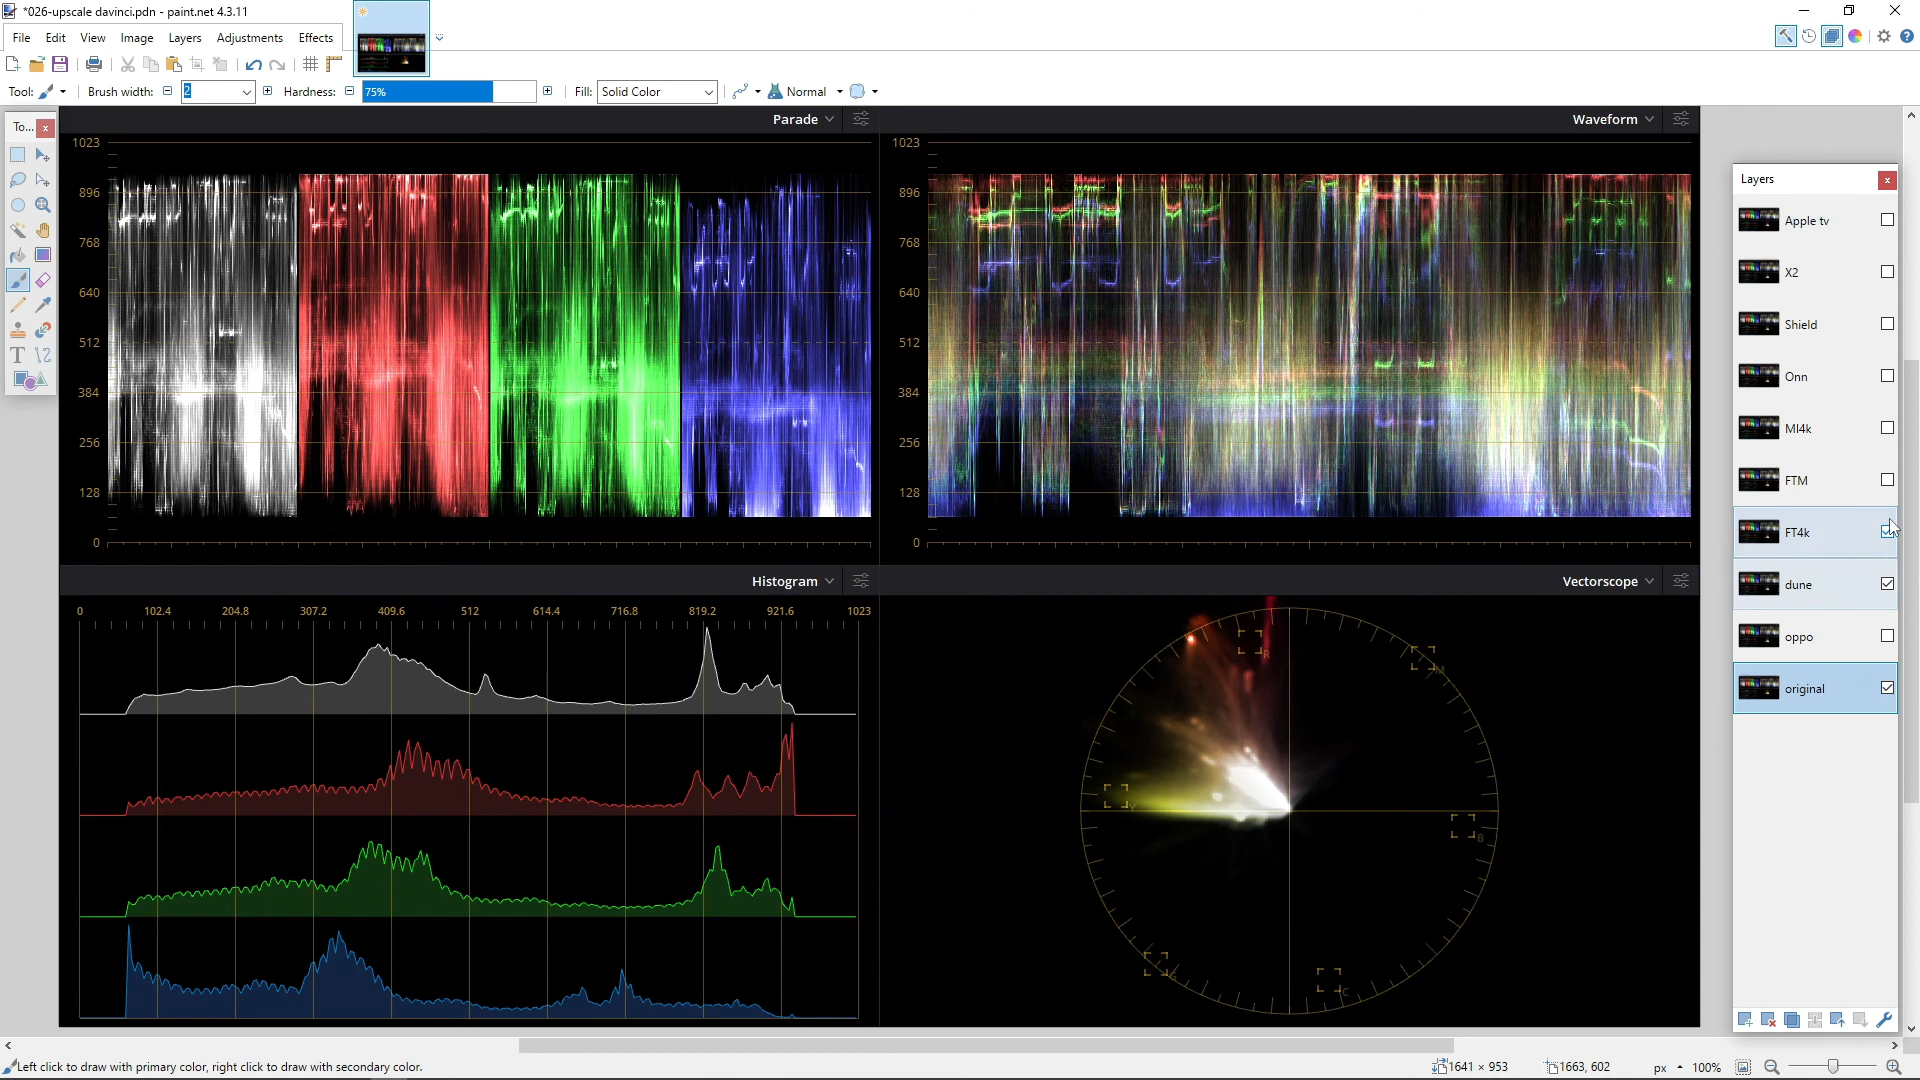 *026-upscale davinci.pdn - paint.net 4.3.11
File Edit View Image Layers Adjustments Effects
Tool: Brush width: 2 Hardness: 75% Fill: Solid Color Normal
To...
Parade
1023
896
768
640
512
384
256
128
0
Waveform
1023
896
768
640
512
384
256
128
0
Histogram
0 102.4 204.8 307.2 409.6 512 614.4 716.8 819.2 921.6 1023
Vectorscope
R
M
Y
B
G
C
Layers
Apple tv
X2
Shield
Onn
MI4k
FTM
FT4k
dune
oppo
original
Left click to draw with primary color, right click to draw with secondary color.
1641 × 953 1663, 602 px 100%